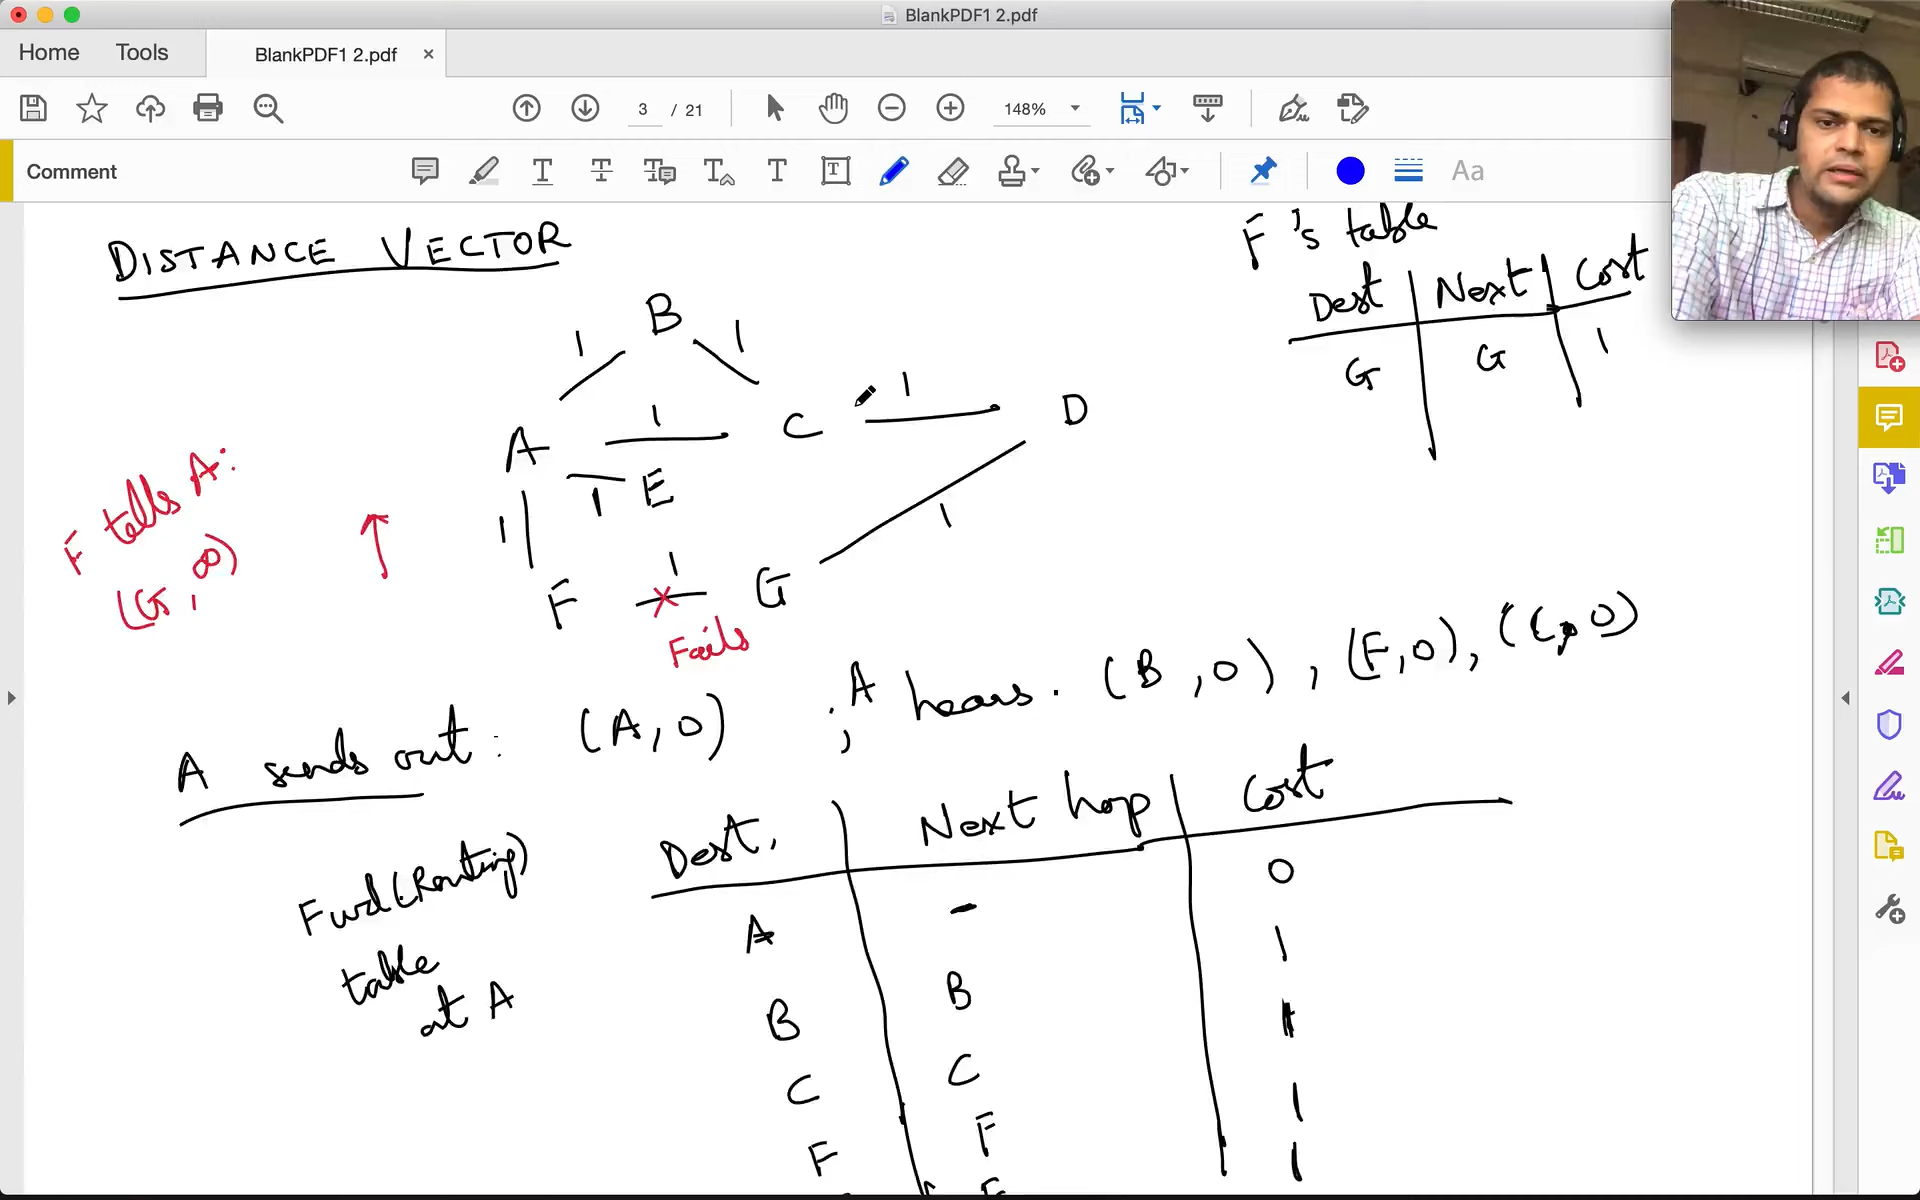 BlankPDF1 2.pdf
Home Tools BlankPDF1 2.pdf ×
3 / 21 148%
Comment Aa
DISTANCE VECTOR
F's table
Dest Next Cost
G G 1
B
1 1
A 1 C 1 D
1 E
1 1
F 1 G
Fails
F tells A:
(G, ∞)
A sends out: (A, 0) ; A hears. (B, 0), (F, 0), (C, 0)
Fwd (Routing)
table
at A
Dest. Next hop Cost
A - 0
B B 1
C C 1
F F 1
1